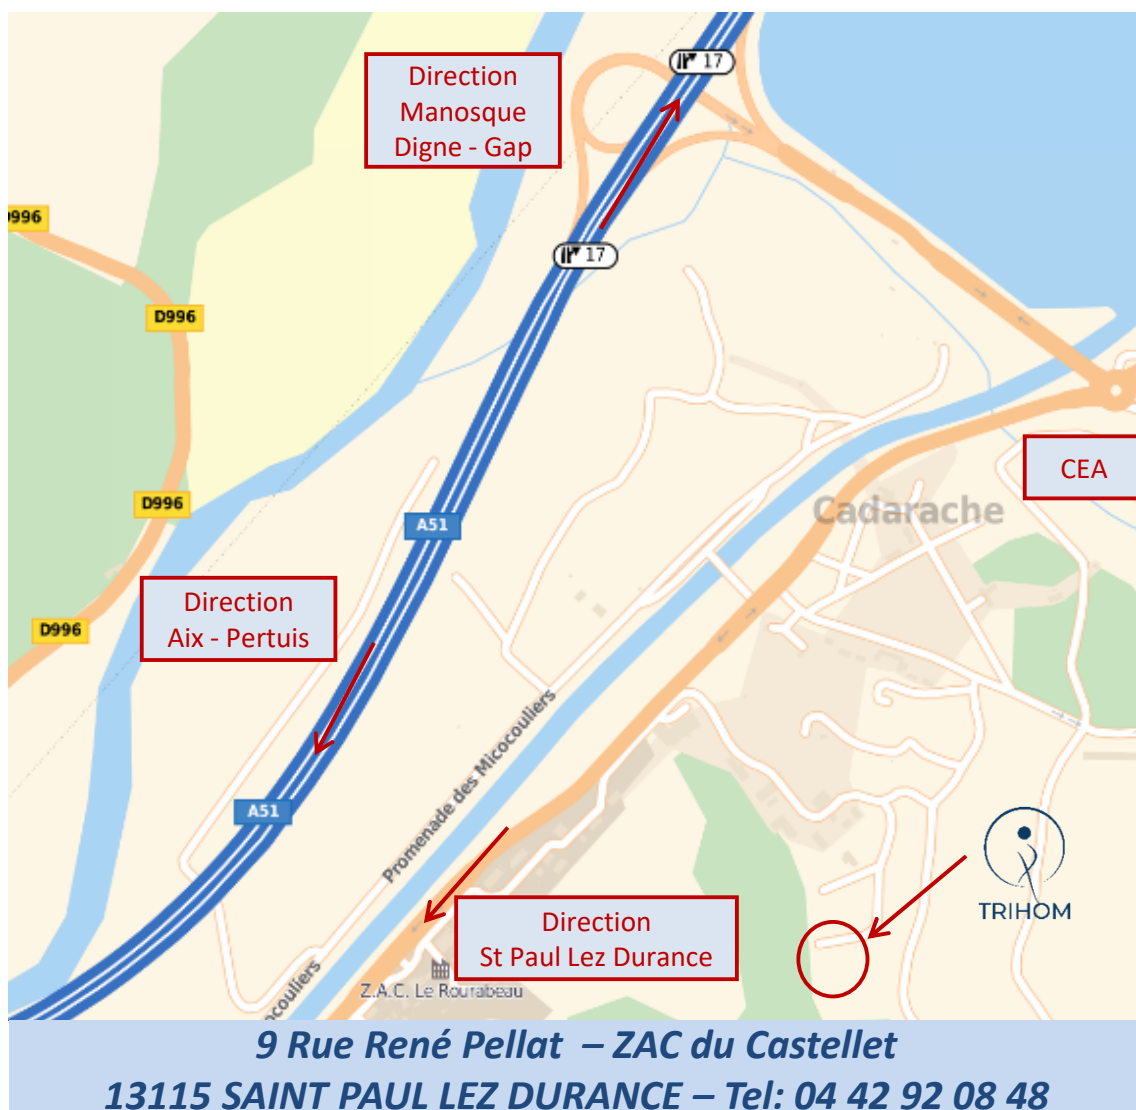 17
Direction
Manosque
Digne - Gap
D996
17
D996
CEA
D996
Cadarache
A51
Direction
Aix - Pertuis
D996
Promenade des Micocouliers
A51
TRIHOM
Direction
St Paul Lez Durance
Z.A.C. Le Rourabeau
ocouliers
9 Rue René Pellat – ZAC du Castellet
13115 SAINT PAUL LEZ DURANCE – Tel: 04 42 92 08 48